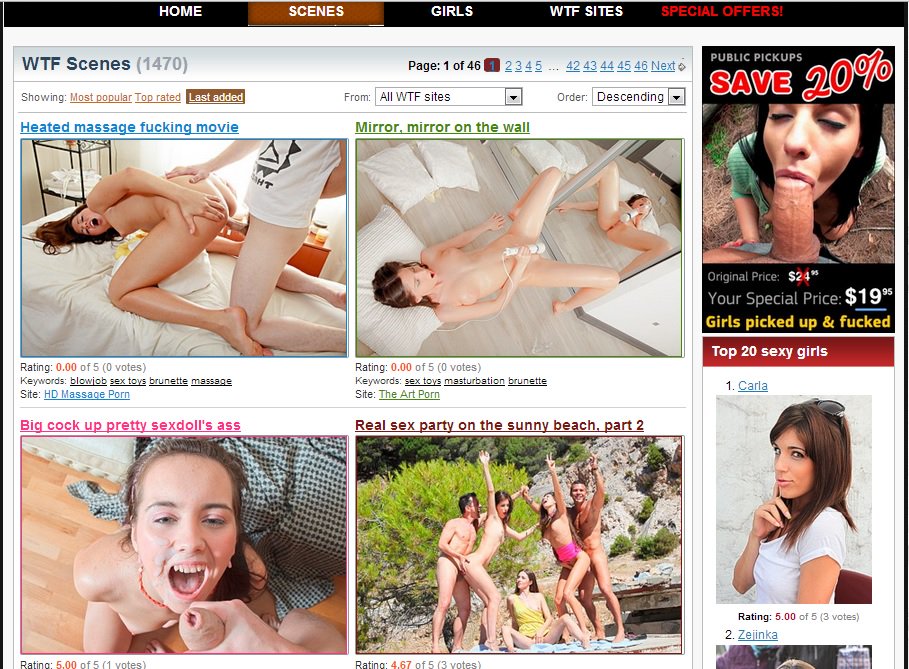 HOME SCENES GIRLS WTF SITES SPECIAL OFFERS!
WTF Scenes (1470)
Page: 1 of 46 1 2 3 4 5 ... 42 43 44 45 46 Next
Showing: Most popular Top rated Last added
From: All WTF sites Order: Descending
Heated massage fucking movie
Rating: 0.00 of 5 (0 votes)
Keywords: blowjob sex toys brunette massage
Site: HD Massage Porn
Mirror, mirror on the wall
Rating: 0.00 of 5 (0 votes)
Keywords: sex toys masturbation brunette
Site: The Art Porn
Big cock up pretty sexdoll's ass
Rating: 5.00 of 5 (1 votes)
Real sex party on the sunny beach, part 2
Rating: 4.67 of 5 (3 votes)
PUBLIC PICKUPS
SAVE 20%
Original Price: $24.95
Your Special Price: $19.95
Girls picked up & fucked
Top 20 sexy girls
1. Carla
Rating: 5.00 of 5 (3 votes)
2. Zejinka